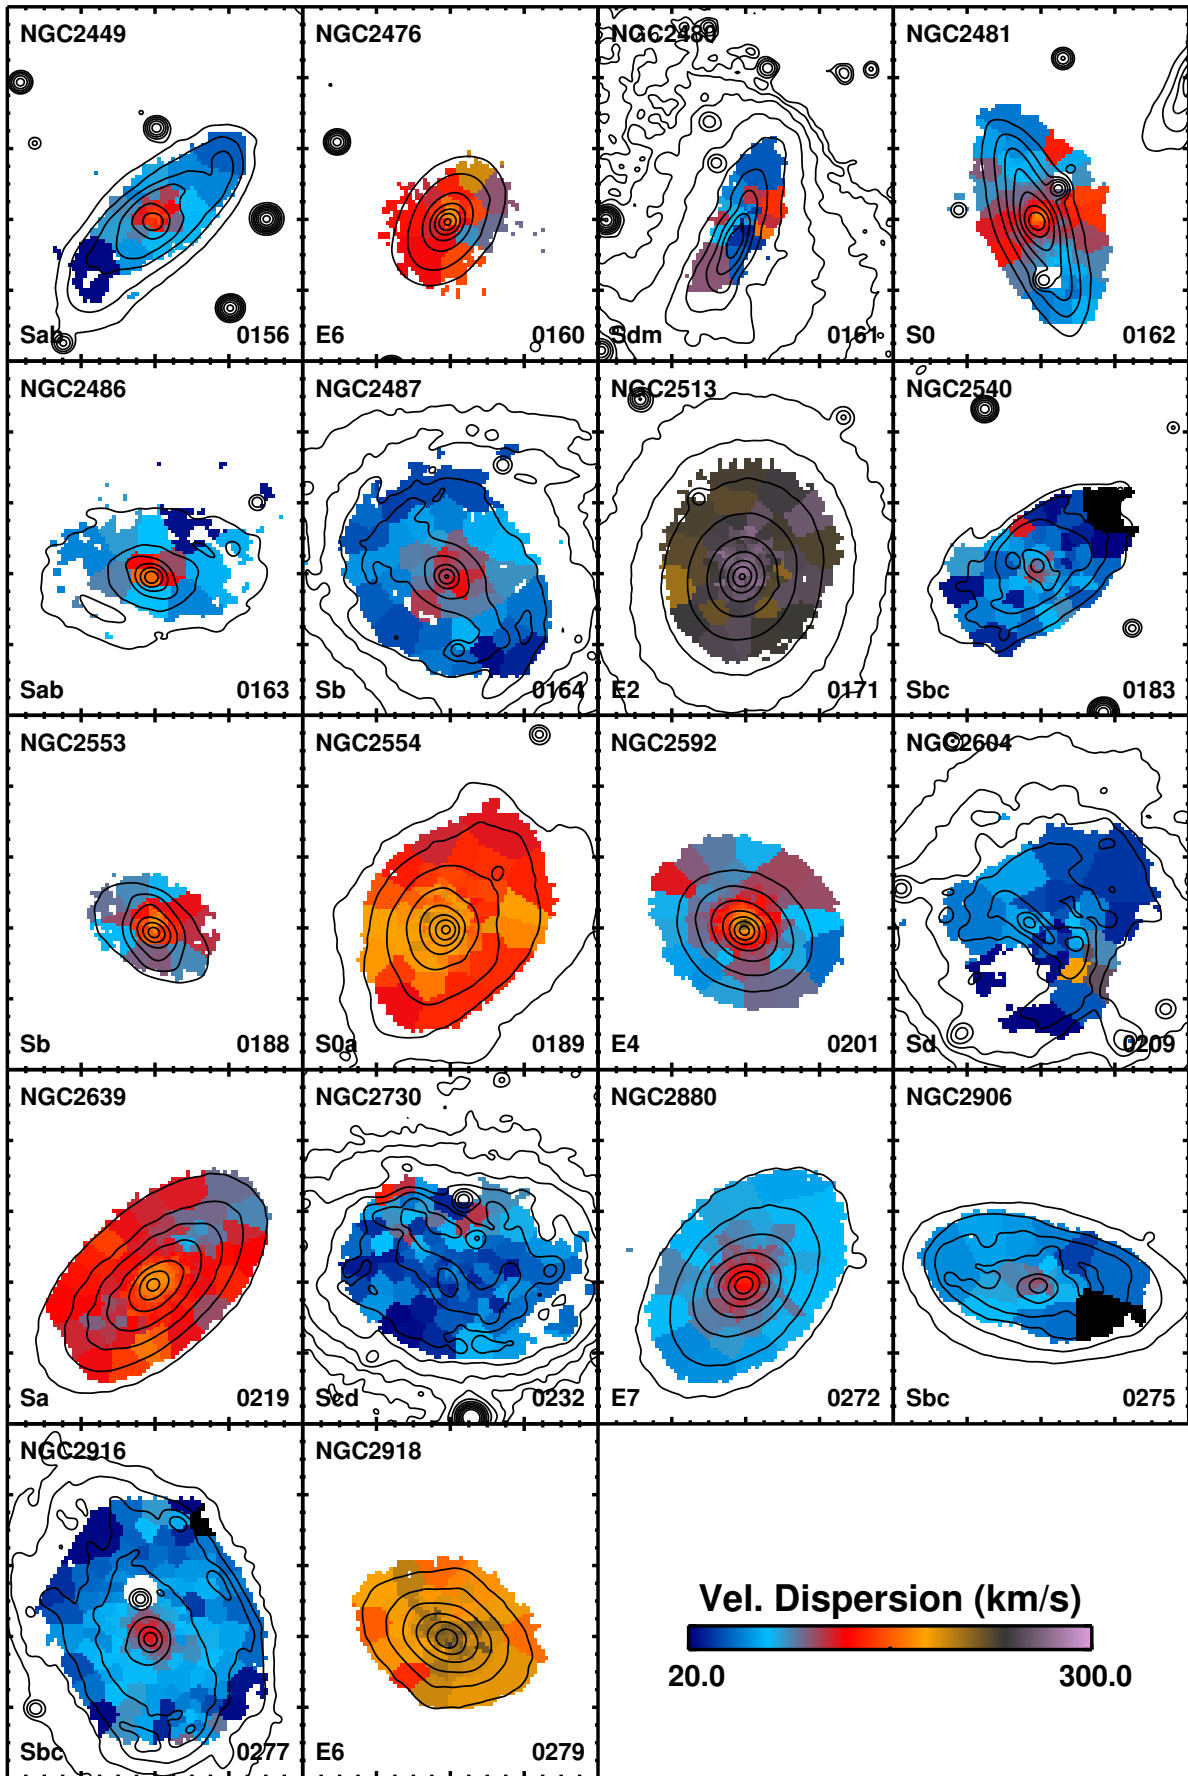 NGC2449 NGC2476 NGC2480 NGC2481
Sab 0156 E6 0160 Sdm 0161 S0 0162
NGC2486 NGC2487 NGC2513 NGC2540
Sab 0163 Sb 0164 E2 0171 Sbc 0183
NGC2553 NGC2554 NGC2592 NGC2604
Sb 0188 S0a 0189 E4 0201 Sd 0209
NGC2639 NGC2730 NGC2880 NGC2906
Sa 0219 Scd 0232 E7 0272 Sbc 0275
NGC2916 NGC2918
Vel. Dispersion (km/s)
20.0 300.0
Sbc 0277 E6 0279